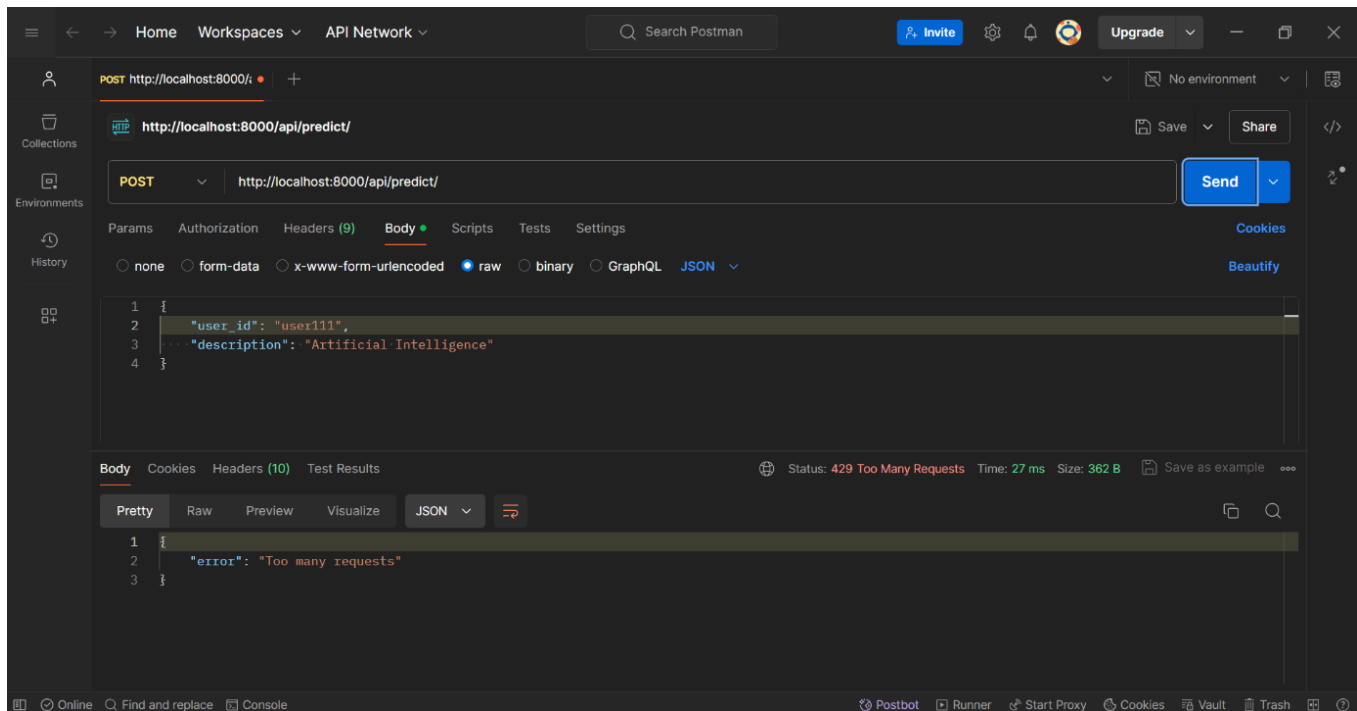 Home Workspaces API Network Search Postman Invite Upgrade
POST http://localhost:8000/a No environment
HTTP http://localhost:8000/api/predict/ Save Share
Collections
POST http://localhost:8000/api/predict/ Send
Environments
Params Authorization Headers (9) Body Scripts Tests Settings Cookies
History
none form-data x-www-form-urlencoded raw binary GraphQL JSON Beautify
1 {
2 "user_id": "user111",
3 ····"description":·"Artificial·Intelligence"
4 }
Body Cookies Headers (10) Test Results Status: 429 Too Many Requests Time: 27 ms Size: 362 B Save as example
Pretty Raw Preview Visualize JSON
1 {
2 "error": "Too many requests"
3 }
Online Find and replace Console Postbot Runner Start Proxy Cookies Vault Trash